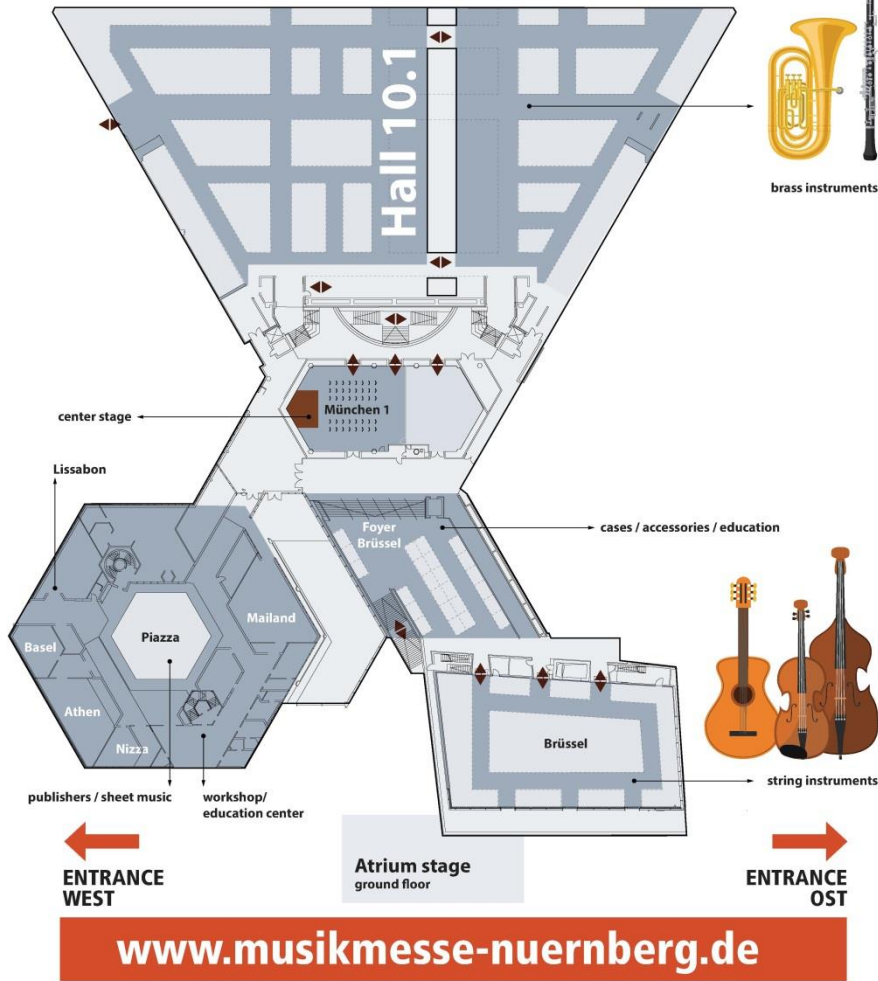 Hall 10.1
brass instruments
München 1
center stage
Lissabon
Foyer
Brüssel
cases / accessories / education
Mailand
Piazza
Basel
Athen
Nizza
Brüssel
string instruments
publishers / sheet music
workshop/
education center
Atrium stage
ground floor
ENTRANCE
WEST
ENTRANCE
OST
www.musikmesse-nuernberg.de